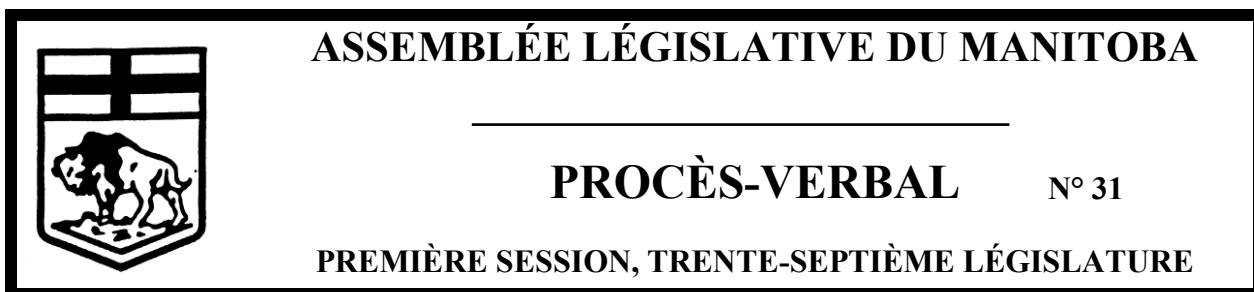 ASSEMBLÉE LÉGISLATIVE DU MANITOBA
PROCÈS-VERBAL N° 31
PREMIÈRE SESSION, TRENTE-SEPTIÈME LÉGISLATURE